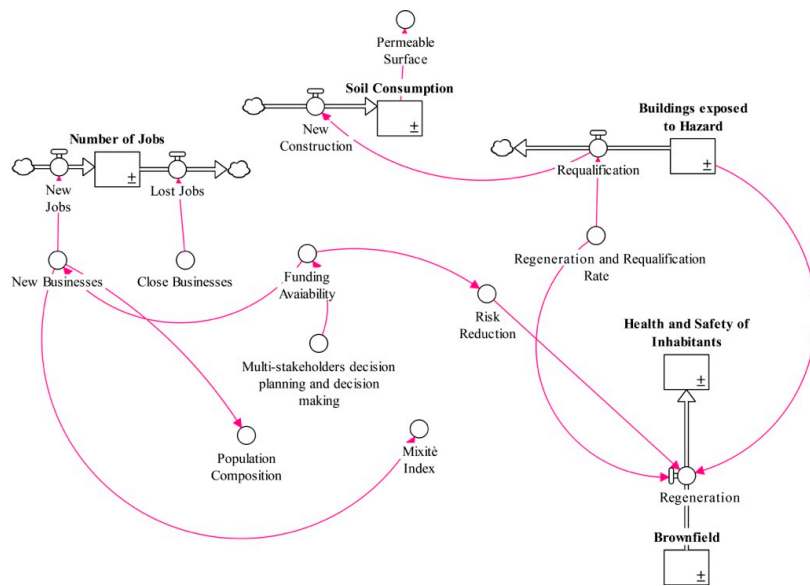 Permeable
Surface
Soil Consumption
±
New
Construction
Buildings exposed
to Hazard
±
Requalification
Number of Jobs
±
New
Jobs
Lost Jobs
New Businesses
Close Businesses
Funding
Avaiability
Regeneration and Requalification
Rate
Risk
Reduction
Multi-stakeholders decision
planning and decision
making
Health and Safety of
Inhabitants
±
Population
Composition
Mixitè
Index
Regeneration
Brownfield
±